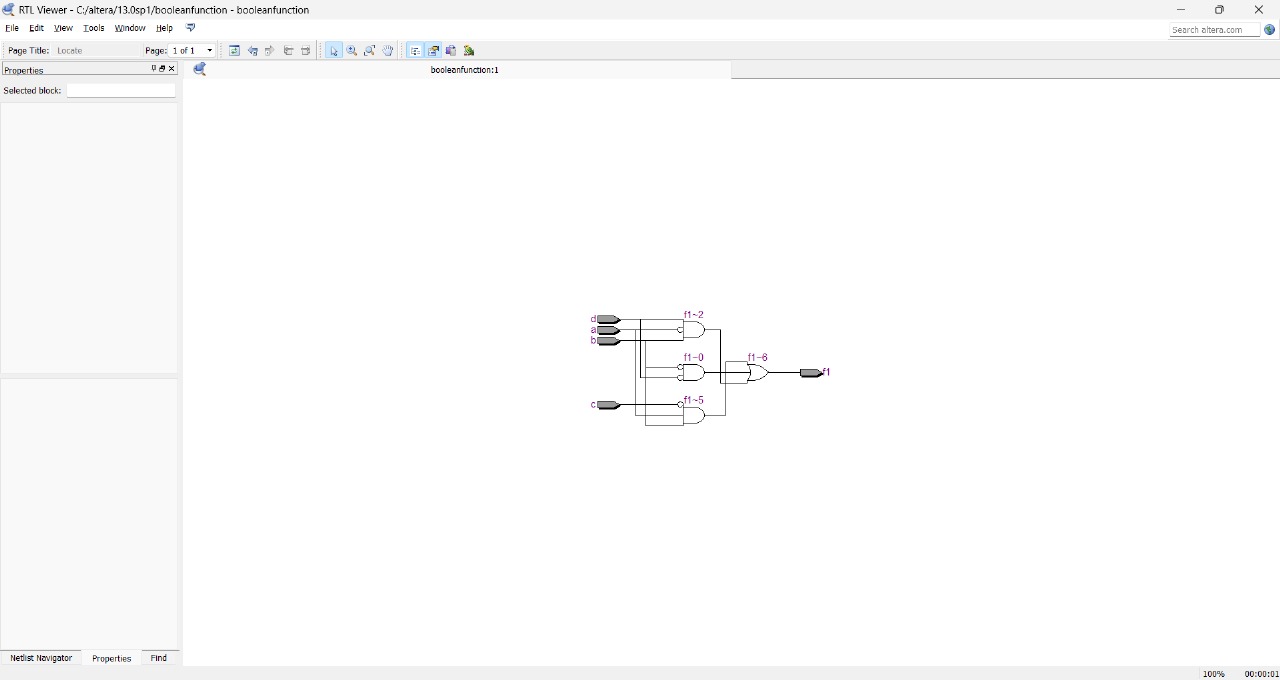 RTL Viewer - C:/altera/13.0sp1/booleanfunction - booleanfunction
File Edit View Tools Window Help
Search altera.com
Page Title: Locate Page: 1 of 1
Properties
booleanfunction:1
Selected block:
d
a
b
c
f1~2
f1~0
f1~5
f1~6
f1
Netlist Navigator Properties Find
100% 00:00:01